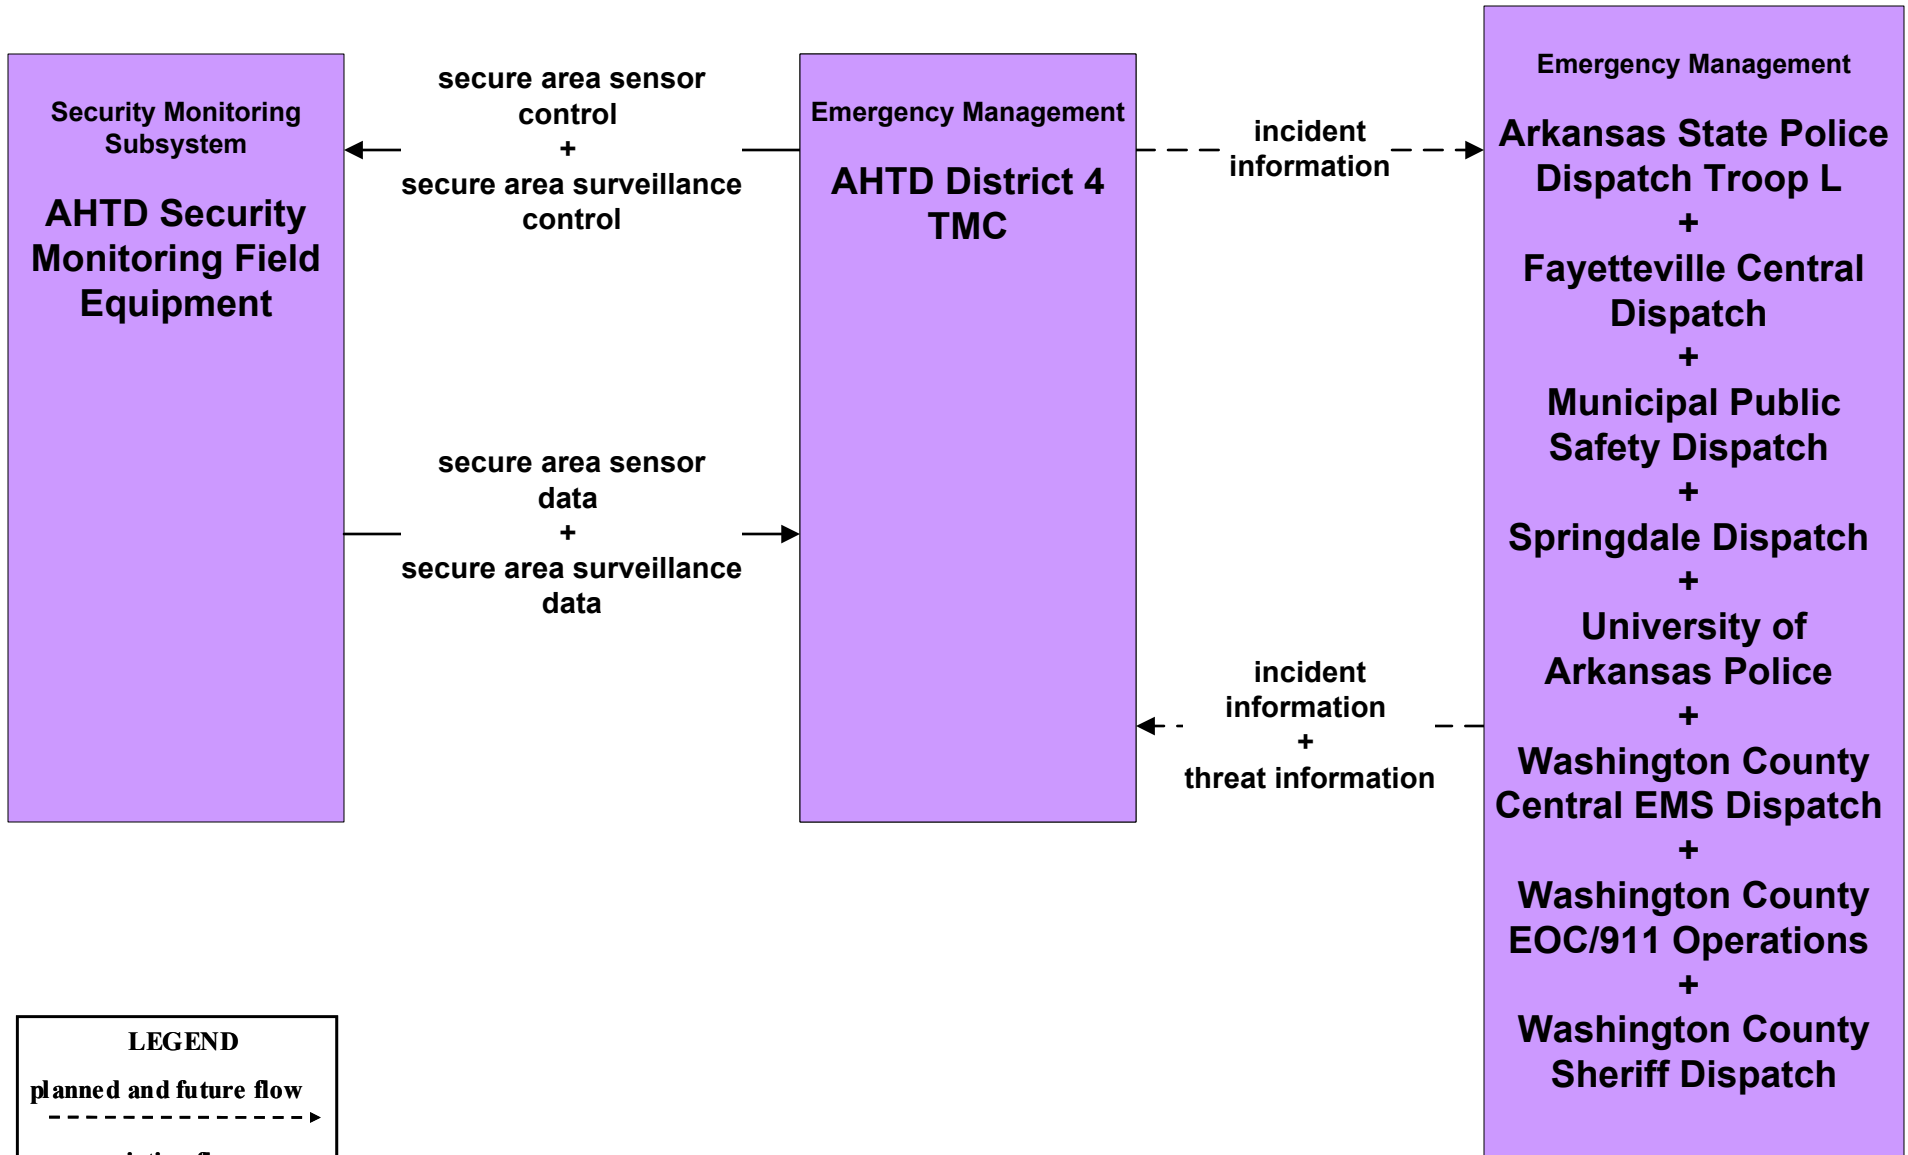 Security Monitoring
Subsystem
AHTD Security
Monitoring Field
Equipment
secure area sensor
control
+
secure area surveillance
control
secure area sensor
data
+
secure area surveillance
data
Emergency Management
AHTD District 4
TMC
incident
information
incident
information
+
threat information
Emergency Management
Arkansas State Police
Dispatch Troop L
+
Fayetteville Central
Dispatch
+
Municipal Public
Safety Dispatch
+
Springdale Dispatch
+
University of
Arkansas Police
+
Washington County
Central EMS Dispatch
+
Washington County
EOC/911 Operations
+
Washington County
Sheriff Dispatch
LEGEND
planned and future flow